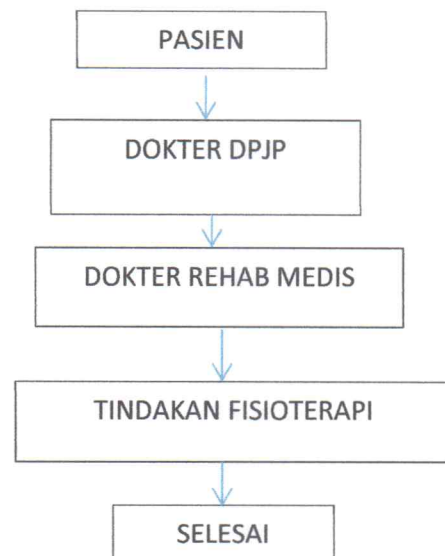 PASIEN
DOKTER DPJP
DOKTER REHAB MEDIS
TINDAKAN FISIOTERAPI
SELESAI